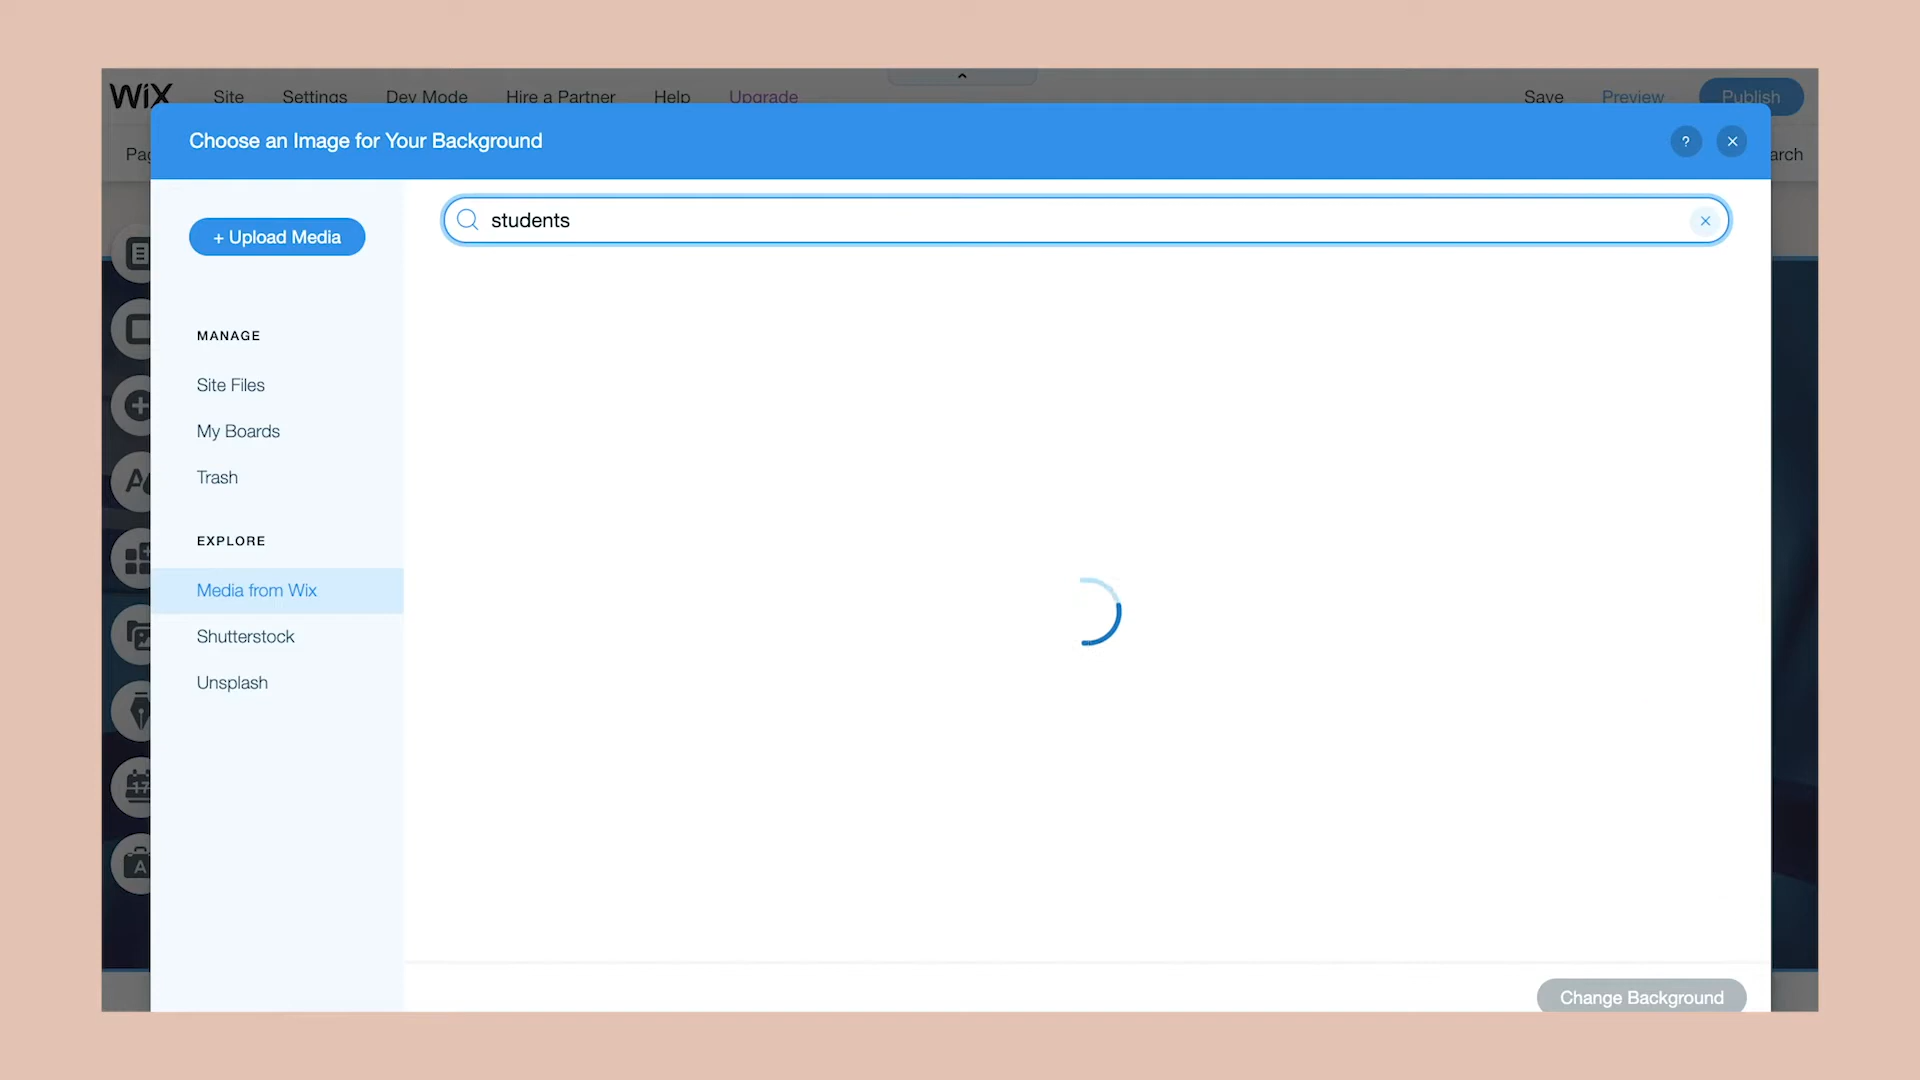 WiX Site Settings Dev Mode Hire a Partner Help Upgrade Save Preview Publish
Choose an Image for Your Background ?
+ Upload Media
students
MANAGE
Site Files
My Boards
Trash
EXPLORE
Media from Wix
Shutterstock
Unsplash
17
A
Change Background